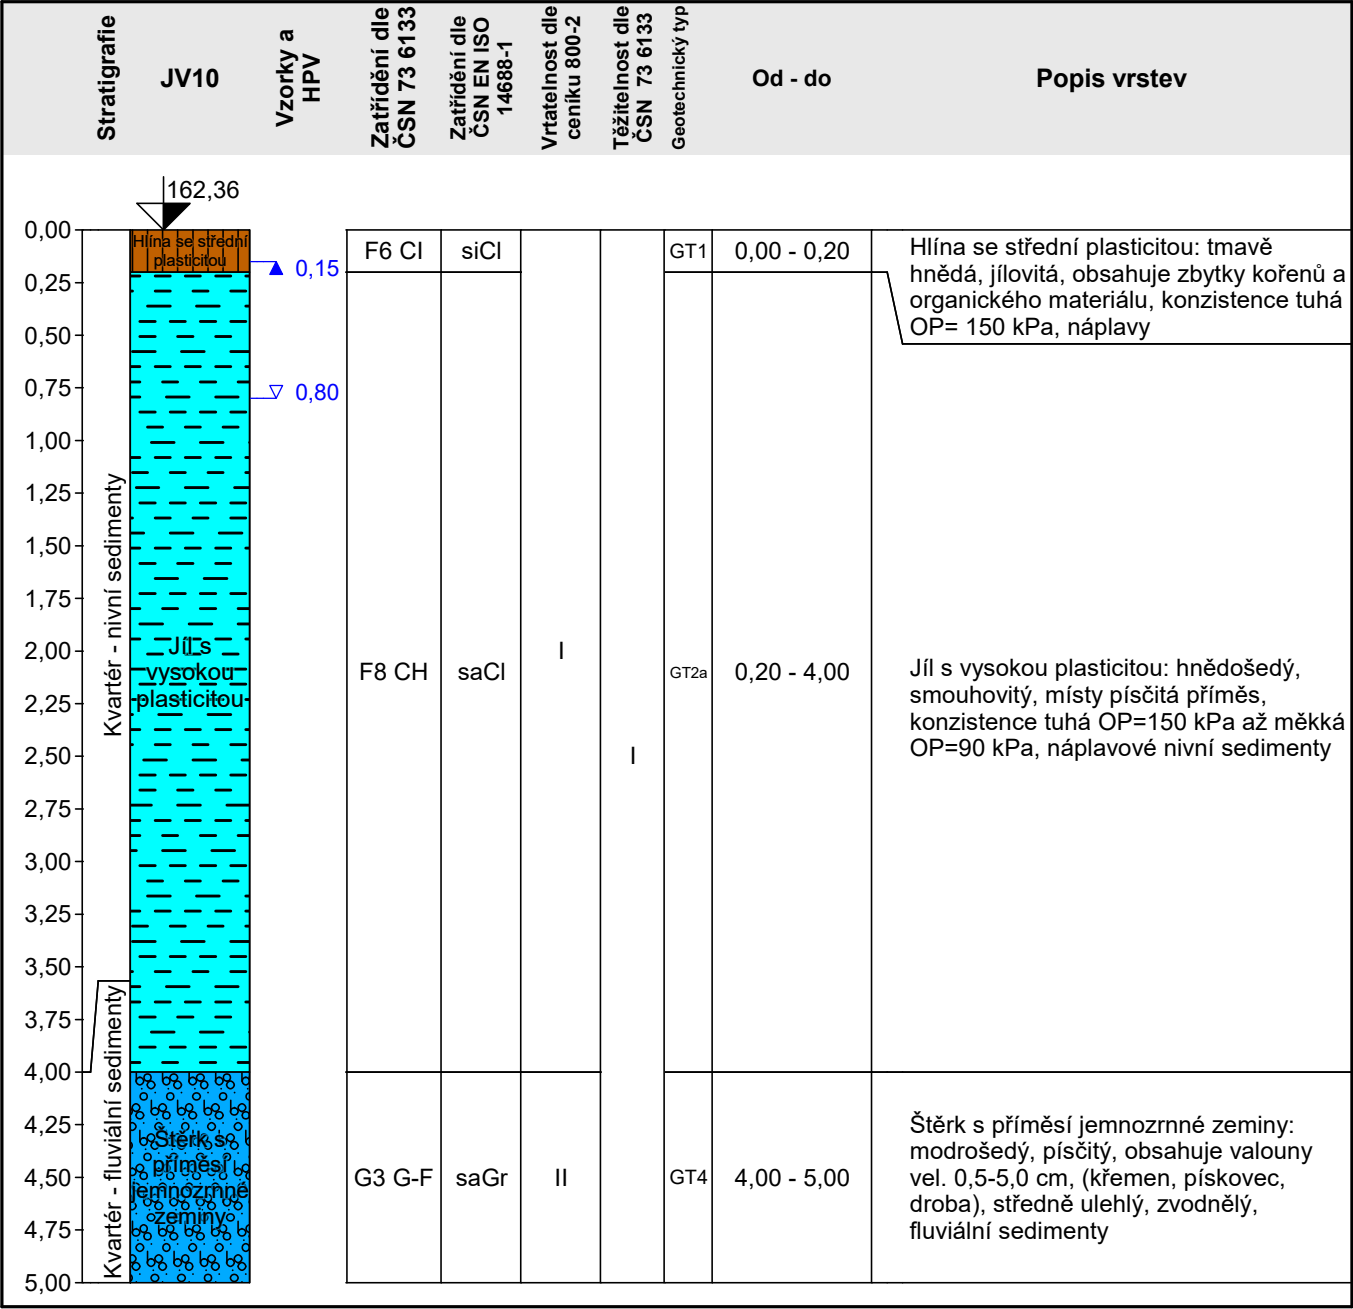 Stratigrafie
JV10
Vzorky a
HPV
Zatřídění dle
ČSN 73 6133
Zatřídění dle
ČSN EN ISO
14688-1
Vrtatelnost dle
ceníku 800-2
Těžitelnost dle
ČSN 73 6133
Geotechnický typ
Od - do
Popis vrstev
162,36
0,00
0,25
0,50
0,75
1,00
1,25
1,50
1,75
2,00
2,25
2,50
2,75
3,00
3,25
3,50
3,75
4,00
4,25
4,50
4,75
5,00
Kvartér - nivní sedimenty
Kvartér - fluviální sedimenty
Hlína se střední
plasticitou
0,15
0,80
F6 CI
siCl
GT1
0,00 - 0,20
Hlína se střední plasticitou: tmavě
hnědá, jílovitá, obsahuje zbytky kořenů a
organického materiálu, konzistence tuhá
OP= 150 kPa, náplavy
Jíl s
vysokou
plasticitou
F8 CH
saCl
I
I
GT2a
0,20 - 4,00
Jíl s vysokou plasticitou: hnědošedý,
smouhovitý, místy písčitá příměs,
konzistence tuhá OP=150 kPa až měkká
OP=90 kPa, náplavové nivní sedimenty
Štěrk s
příměsí
jemnozrnné
zeminy
G3 G-F
saGr
II
GT4
4,00 - 5,00
Štěrk s příměsí jemnozrnné zeminy:
modrošedý, písčitý, obsahuje valouny
vel. 0,5-5,0 cm, (křemen, pískovec,
droba), středně ulehlý, zvodnělý,
fluviální sedimenty